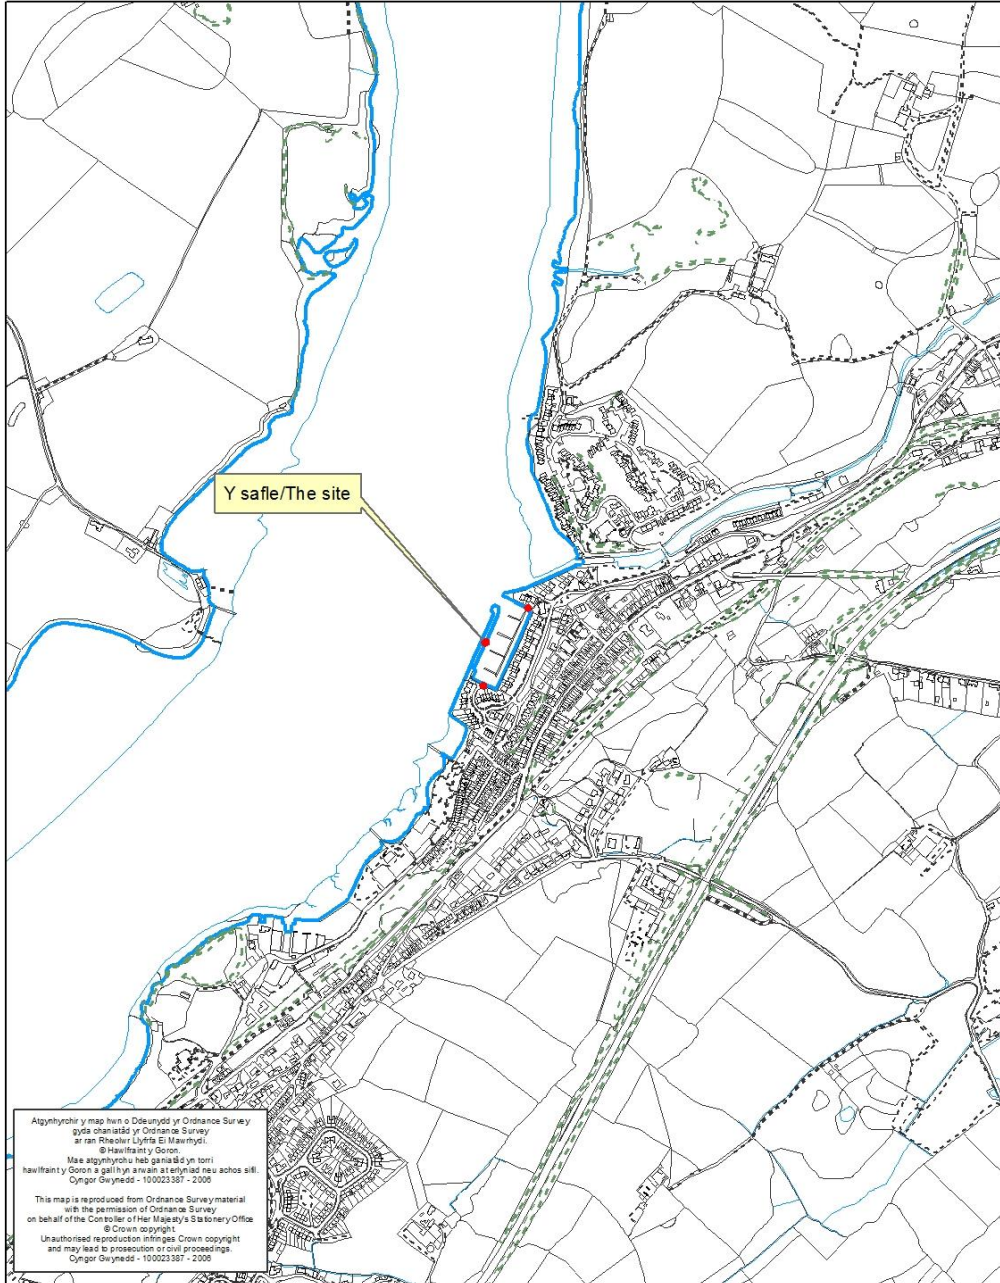 Y safle/The site
Atgynhyrchir y map hwn o Ddeunydd yr Ordnance Survey
gyda chaniatâd yr Ordnance Survey
ar ran Rheolwr Llyfrfa Ei Mawrhydi.
© Hawlfraint y Goron.
Mae atgynhyrchu heb ganiatâd yn torri
hawlfraint y Goron a gall hyn arwain at erlyniad neu achos sifil.
Cyngor Gwynedd - 100023387 - 2006
This map is reproduced from Ordnance Survey material
with the permission of Ordnance Survey
on behalf of the Controller of Her Majesty's Stationery Office
© Crown copyright.
Unauthorised reproduction infringes Crown copyright
and may lead to prosecution or civil proceedings.
Cyngor Gwynedd - 100023387 - 2006